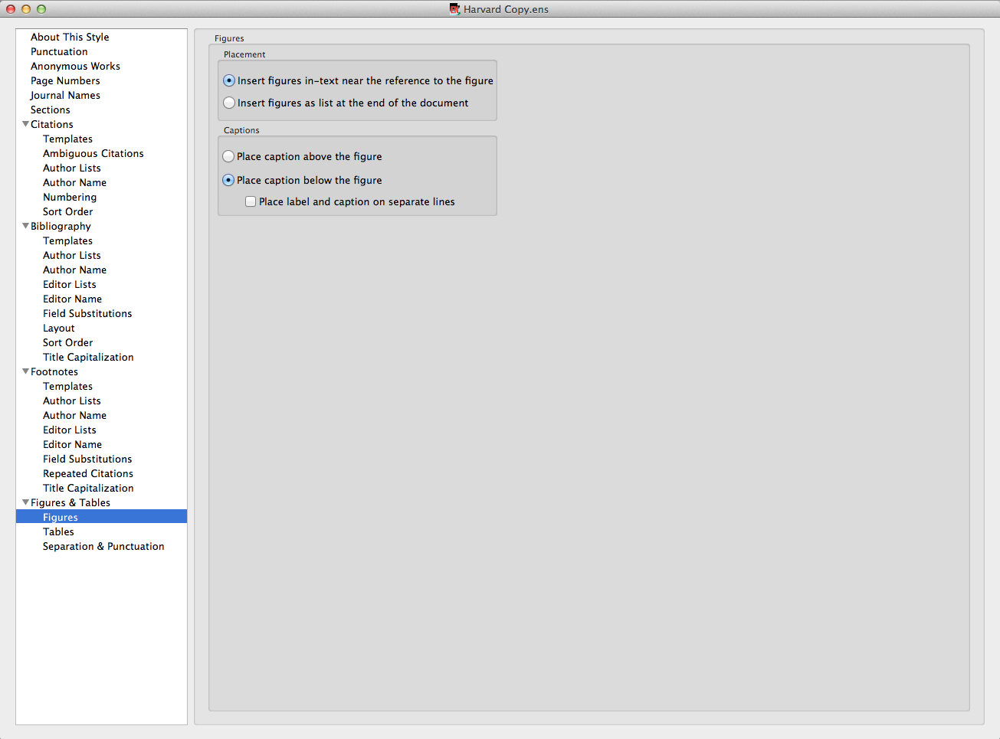 Harvard Copy.ens
About This Style
Punctuation
Anonymous Works
Page Numbers
Journal Names
Sections
Citations
Templates
Ambiguous Citations
Author Lists
Author Name
Numbering
Sort Order
Bibliography
Templates
Author Lists
Author Name
Editor Lists
Editor Name
Field Substitutions
Layout
Sort Order
Title Capitalization
Footnotes
Templates
Author Lists
Author Name
Editor Lists
Editor Name
Field Substitutions
Repeated Citations
Title Capitalization
Figures & Tables
Figures
Tables
Separation & Punctuation
Figures
Placement
Insert figures in-text near the reference to the figure
Insert figures as list at the end of the document
Captions
Place caption above the figure
Place caption below the figure
Place label and caption on separate lines